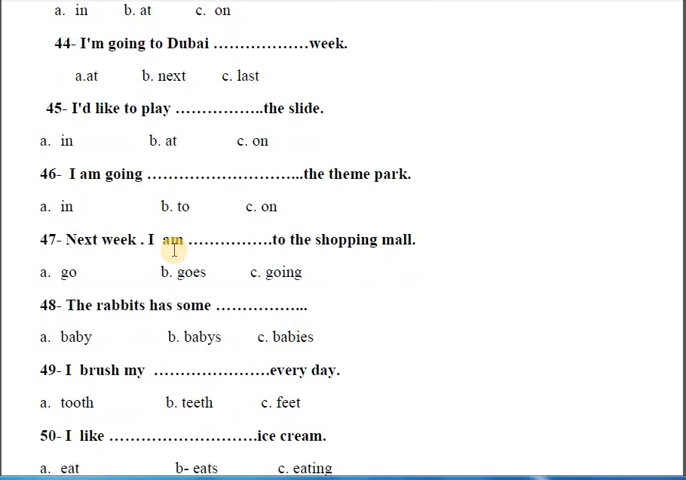 a. in b. at c. on
44- I'm going to Dubai ………………week.
a.at b. next c. last
45- I'd like to play ……………..the slide.
a. in b. at c. on
46- I am going …………………………..the theme park.
a. in b. to c. on
47- Next week . I am …………….to the shopping mall.
a. go b. goes c. going
48- The rabbits has some ……………..
a. baby b. babys c. babies
49- I brush my ………………….every day.
a. tooth b. teeth c. feet
50- I like ……………………….ice cream.
a. eat b- eats c. eating